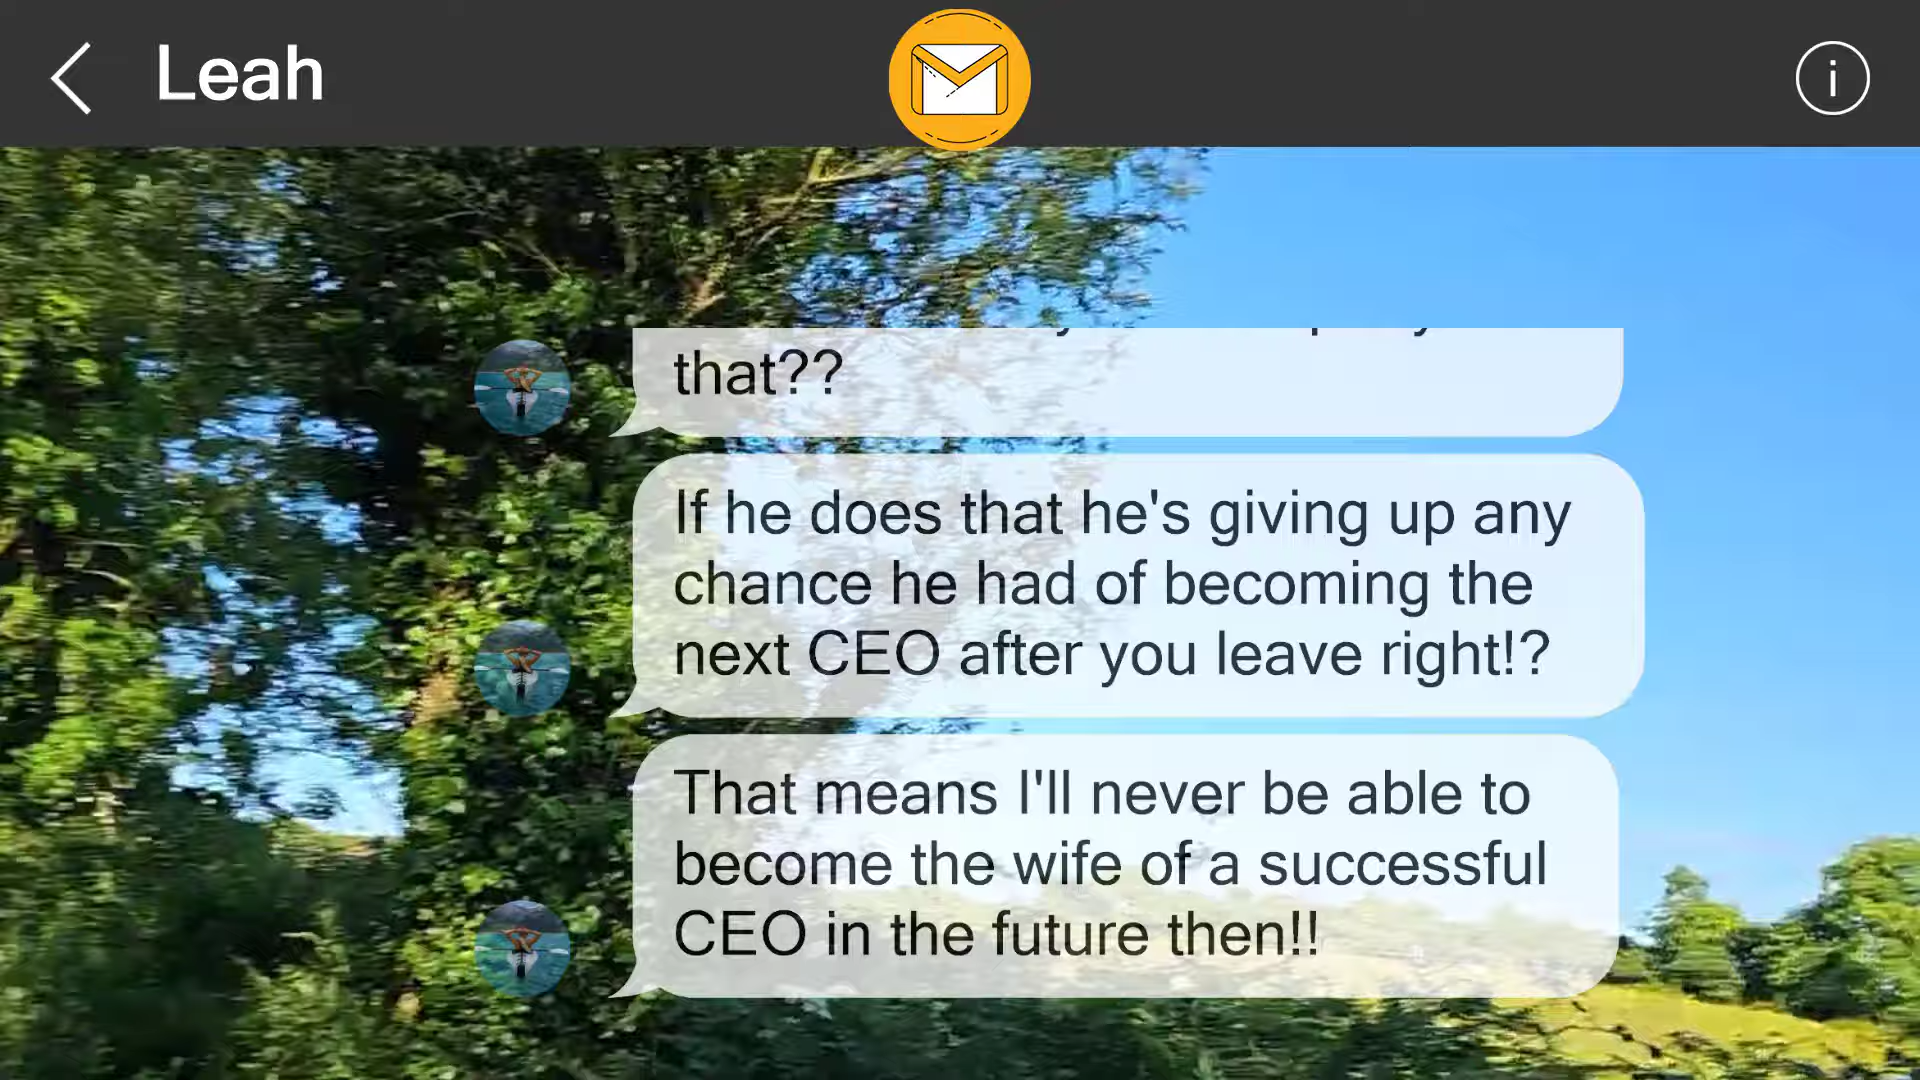 Leah
that??
If he does that he's giving up any
chance he had of becoming the
next CEO after you leave right!?
That means I'll never be able to
become the wife of a successful
CEO in the future then!!